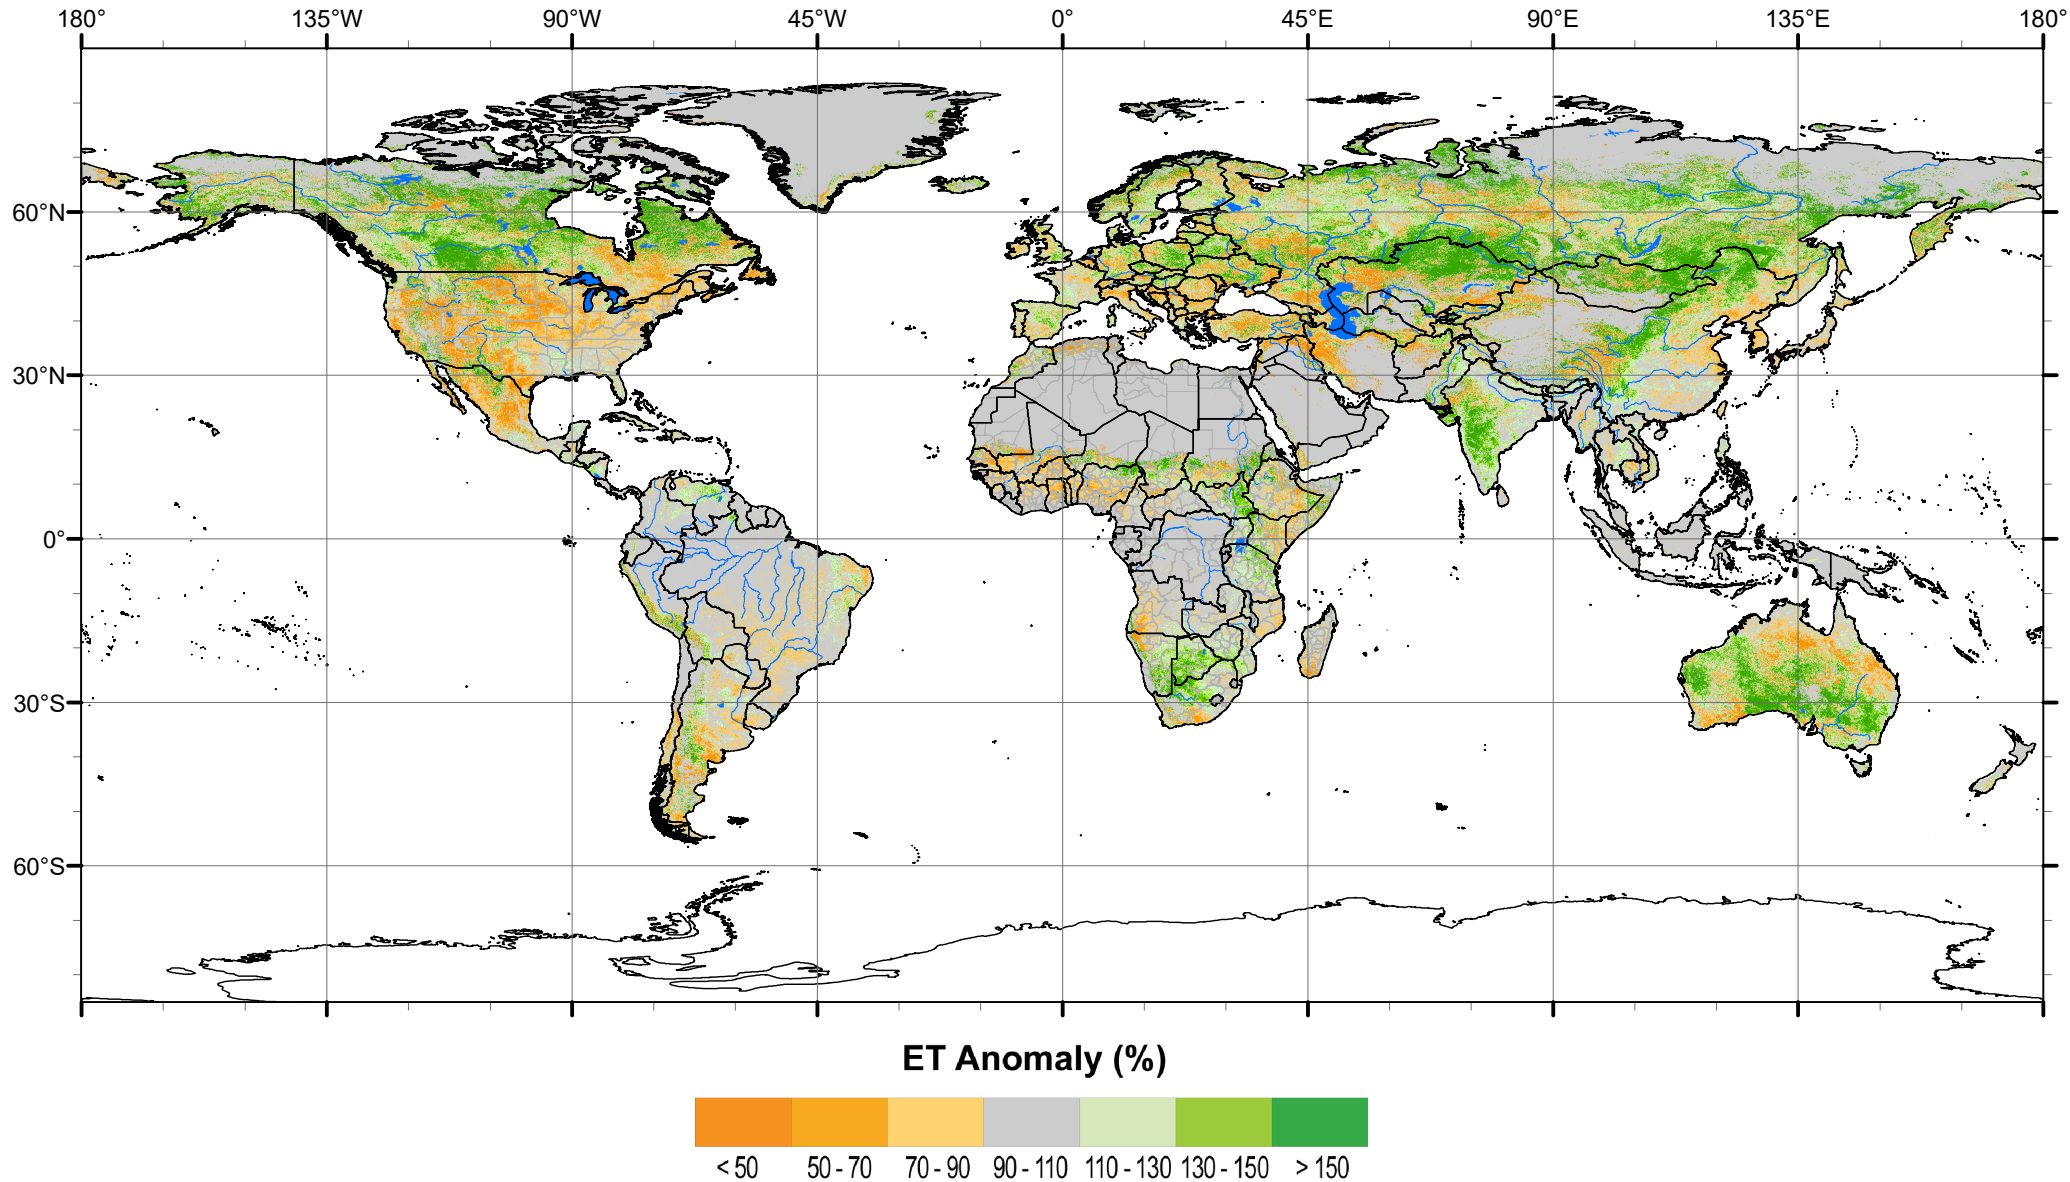 180° 135°W 90°W 45°W 0° 45°E 90°E 135°E 180°
60°N
30°N
0°
30°S
60°S
ET Anomaly (%)
< 50 50 - 70 70 - 90 90 - 110 110 - 130 130 - 150 > 150